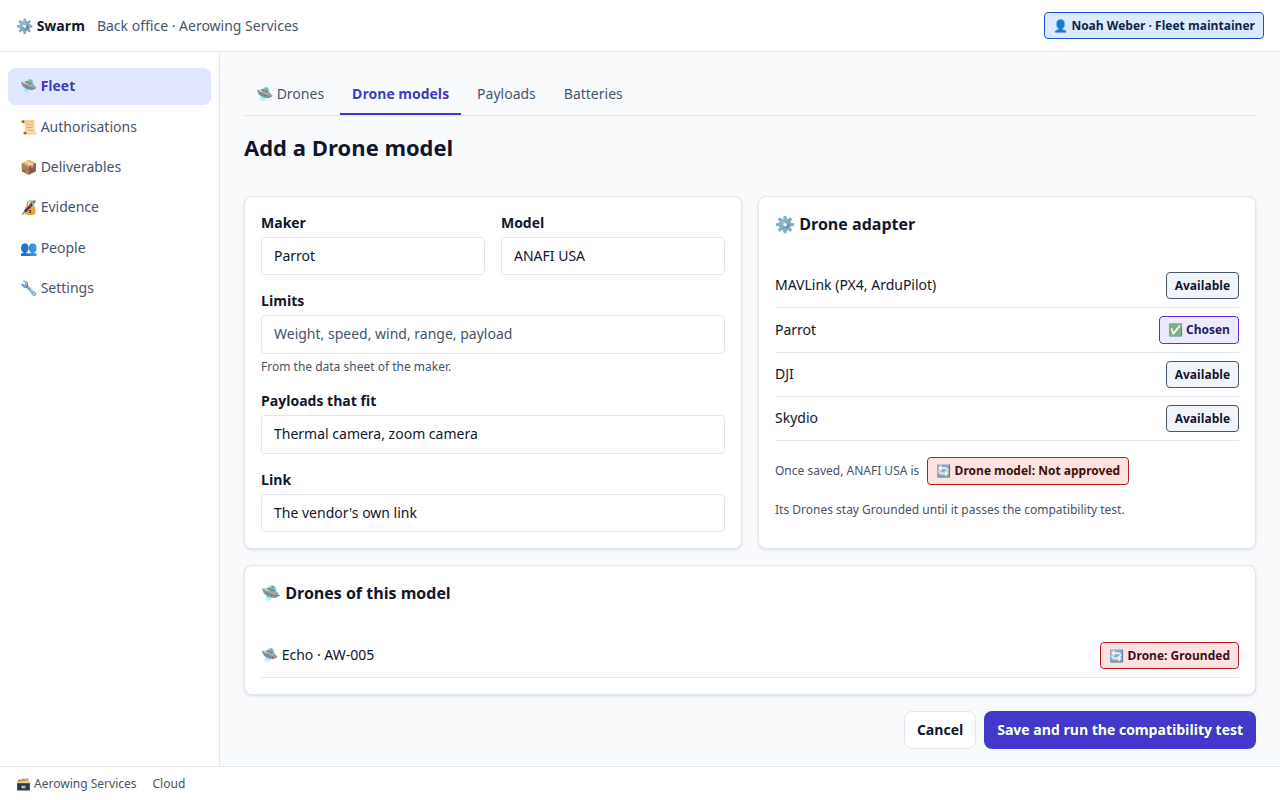 ⚙️ Swarm Back office · Aerowing Services
👤 Noah Weber · Fleet maintainer
🛸 Fleet
📜 Authorisations
📦 Deliverables
🔏 Evidence
👥 People
🔧 Settings
🛸 Drones Drone models Payloads Batteries
Add a Drone model
Maker Model
Parrot ANAFI USA
Limits
Weight, speed, wind, range, payload
From the data sheet of the maker.
Payloads that fit
Thermal camera, zoom camera
Link
The vendor's own link
⚙️ Drone adapter
MAVLink (PX4, ArduPilot) Available
Parrot ✅ Chosen
DJI Available
Skydio Available
Once saved, ANAFI USA is 🔄 Drone model: Not approved
Its Drones stay Grounded until it passes the compatibility test.
🛸 Drones of this model
🛸 Echo · AW-005 🔄 Drone: Grounded
Cancel Save and run the compatibility test
🗃️ Aerowing Services Cloud